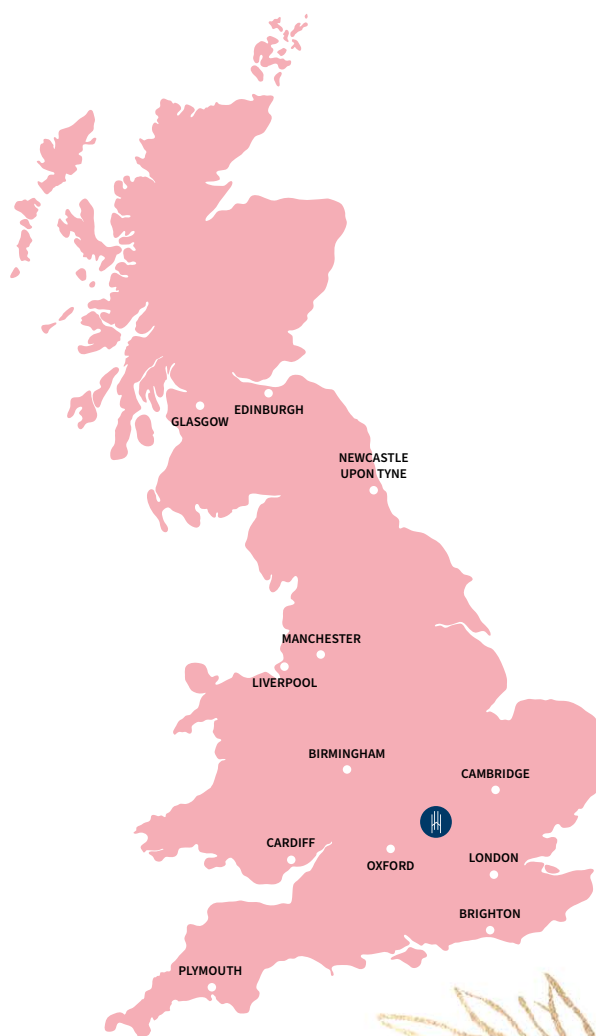 EDINBURGH
GLASGOW
NEWCASTLE
UPON TYNE
MANCHESTER
LIVERPOOL
BIRMINGHAM
CAMBRIDGE
CARDIFF
OXFORD
LONDON
BRIGHTON
PLYMOUTH